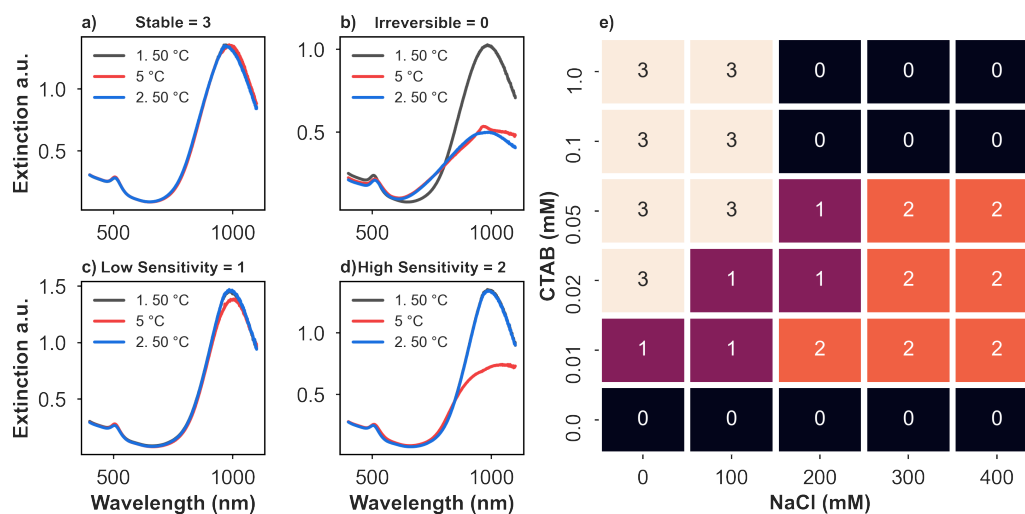 a) Stable = 3
1. 50 °C
5 °C
2. 50 °C
1.0
0.5
500 1000
Extinction a.u.
b) Irreversible = 0
1. 50 °C
5 °C
2. 50 °C
1.0
0.5
500 1000
c) Low Sensitivity = 1
1. 50 °C
5 °C
2. 50 °C
1.5
1.0
0.5
500 1000
Extinction a.u.
Wavelength (nm)
d) High Sensitivity = 2
1. 50 °C
5 °C
2. 50 °C
1.0
0.5
500 1000
Wavelength (nm)
e)
CTAB (mM)
1.0 3 3 0 0 0
0.1 3 3 0 0 0
0.05 3 3 1 2 2
0.02 3 1 1 2 2
0.01 1 1 2 2 2
0.0 0 0 0 0 0
0 100 200 300 400
NaCl (mM)